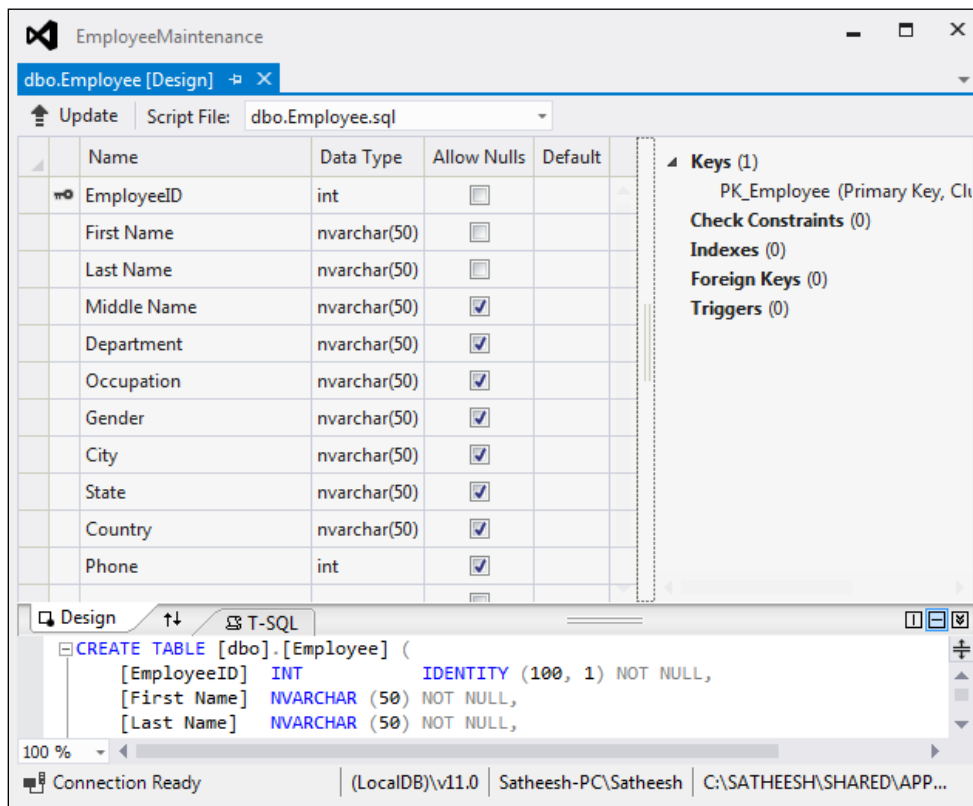 EmployeeMaintenance
dbo.Employee [Design]
Update Script File: dbo.Employee.sql
Name Data Type Allow Nulls Default
EmployeeID int
First Name nvarchar(50)
Last Name nvarchar(50)
Middle Name nvarchar(50)
Department nvarchar(50)
Occupation nvarchar(50)
Gender nvarchar(50)
City nvarchar(50)
State nvarchar(50)
Country nvarchar(50)
Phone int
Keys (1)
PK_Employee (Primary Key, Clu
Check Constraints (0)
Indexes (0)
Foreign Keys (0)
Triggers (0)
Design T-SQL
CREATE TABLE [dbo].[Employee] (
[EmployeeID] INT IDENTITY (100, 1) NOT NULL,
[First Name] NVARCHAR (50) NOT NULL,
[Last Name] NVARCHAR (50) NOT NULL,
100 %
Connection Ready (LocalDB)\v11.0 Satheesh-PC\Satheesh C:\SATHEESH\SHARED\APP...